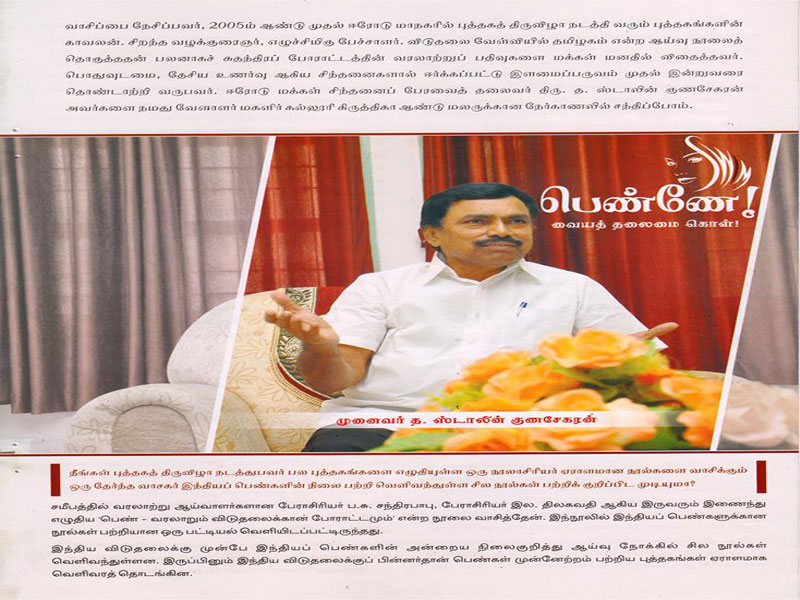 வாசிப்பை நேசிப்பவர், 2005ம் ஆண்டு முதல் ஈரோடு மாநகரில் புத்தகத் திருவிழா நடத்தி வரும் புத்தகங்களின்
காவலன். சிறந்த வழக்குரைஞர், எழுச்சிமிகு பேச்சாளர். விடுதலை வேள்வியில் தமிழகம் என்ற ஆய்வு நூலைத்
தொகுத்ததன் பலனாகச் சுதந்திரப் போராட்டத்தின் வரலாற்றுப் பதிவுகளை மக்கள் மனதில் விதைத்தவர்.
பொதுவுடமை, தேசிய உணர்வு ஆகிய சிந்தனைகளால் ஈர்க்கப்பட்டு இளமைப்பருவம் முதல் இன்றுவரை
தொண்டாற்றி வருபவர். ஈரோடு மக்கள் சிந்தனைப் பேரவைத் தலைவர் திரு. த. ஸ்டாலின் குணசேகரன்
அவர்களை நமது வேளாளர் மகளிர் கல்லூரி கிருத்திகா ஆண்டு மலருக்கான நேர்காணலில் சந்திப்போம்.
பெண்ணே!
வையத் தலைமை கொள்!
முனைவர் த. ஸ்டாலின் குணசேகரன்
நீங்கள் புத்தகத் திருவிழா நடத்துபவர் பல புத்தகங்களை எழுதியுள்ள ஒரு நூலாசிரியர் ஏராளமான நூல்களை வாசிக்கும்
ஒரு தேர்ந்த வாசகர் இந்தியப் பெண்களின் நிலை பற்றி வெளிவந்துள்ள சில நூல்கள் பற்றிக் குறிப்பிட முடியுமா?
சமீபத்தில் வரலாற்று ஆய்வாளர்களான பேராசிரியர் ப.சு. சந்திரபாபு, பேராசிரியர் இல. திலகவதி ஆகிய இருவரும் இணைந்து
எழுதிய 'பெண் - வரலாறும் விடுதலைக்கான போராட்டமும்' என்ற நூலை வாசித்தேன். இந்நூலில் இந்தியப் பெண்களுக்கான
நூல்கள் பற்றியான ஒரு பட்டியல் வெளியிடப்பட்டிருந்தது.
இந்திய விடுதலைக்கு முன்பே இந்தியப் பெண்களின் அன்றைய நிலைகுறித்து ஆய்வு நோக்கில் சில நூல்கள்
வெளிவந்துள்ளன. இருப்பினும் இந்திய விடுதலைக்குப் பின்னர்தான் பெண்கள் முன்னேற்றம் பற்றிய புத்தகங்கள் ஏராளமாக
வெளிவரத் தொடங்கின.